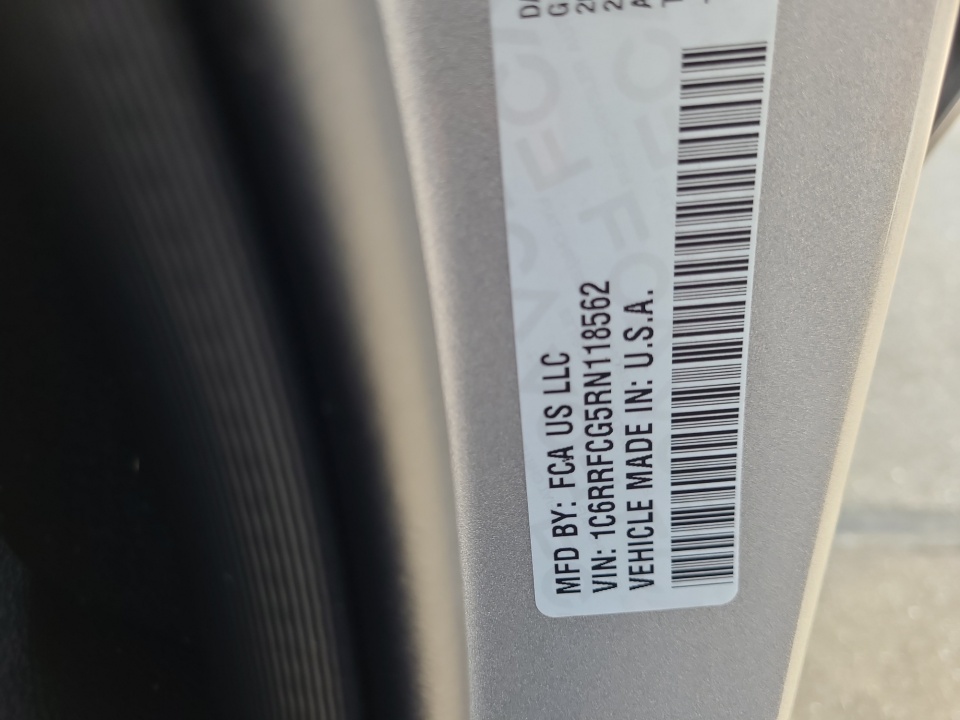 MFD BY: FCA US LLC
VIN: 1C6RRFCG5RN118562
VEHICLE MADE IN: U.S.A.